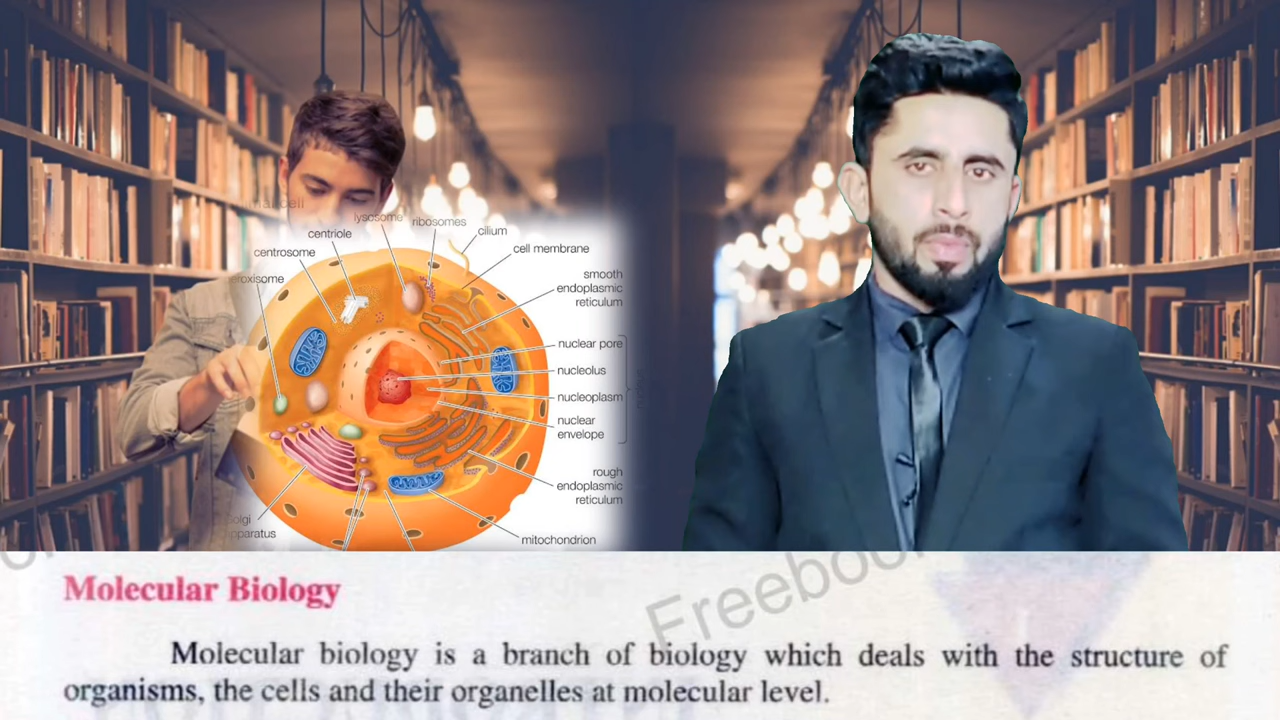 lysosome
ribosomes
centriole
cilium
centrosome
cell membrane
smooth
endoplasmic
reticulum
nuclear pore
nucleolus
nucleoplasm
nuclear
envelope
rough
endoplasmic
reticulum
mitochondrion
Molecular Biology
Molecular biology is a branch of biology which deals with the structure of
organisms, the cells and their organelles at molecular level.